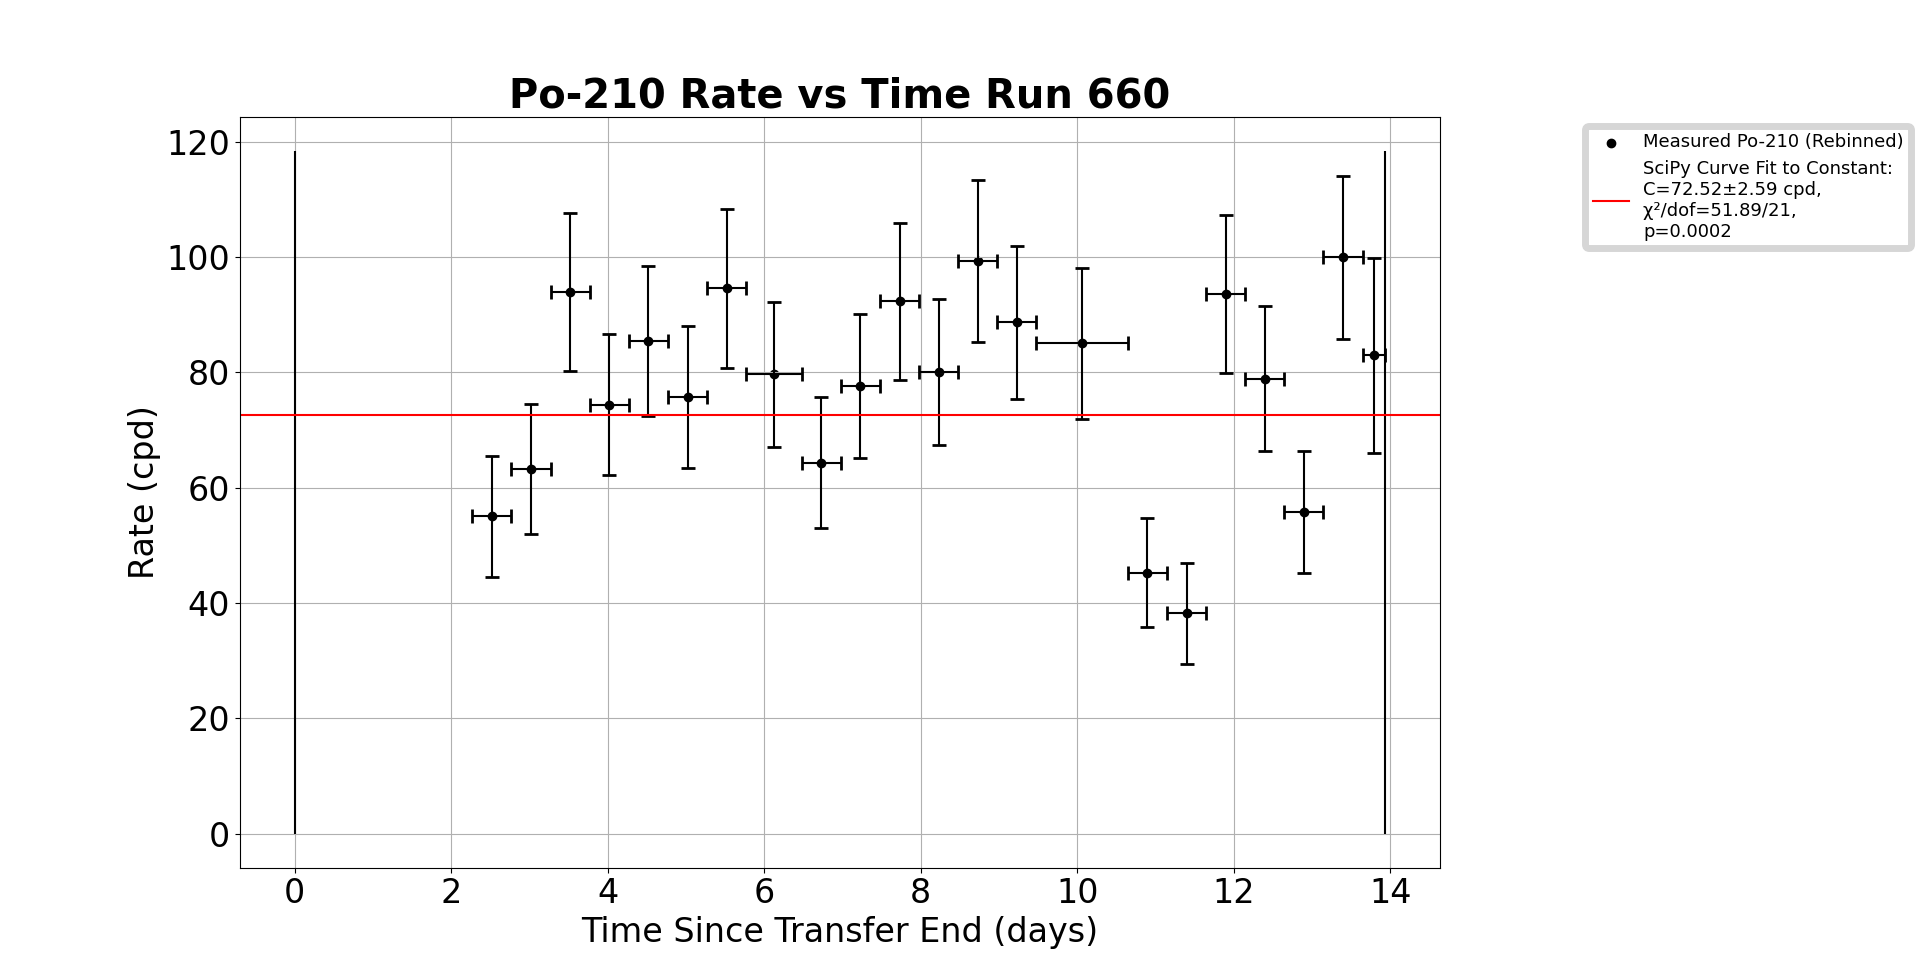 Po-210 Rate vs Time Run 660
Measured Po-210 (Rebinned)
SciPy Curve Fit to Constant:
C=72.52±2.59 cpd,
χ²/dof=51.89/21,
p=0.0002
Rate (cpd)
120
100
80
60
40
20
0
0 2 4 6 8 10 12 14
Time Since Transfer End (days)